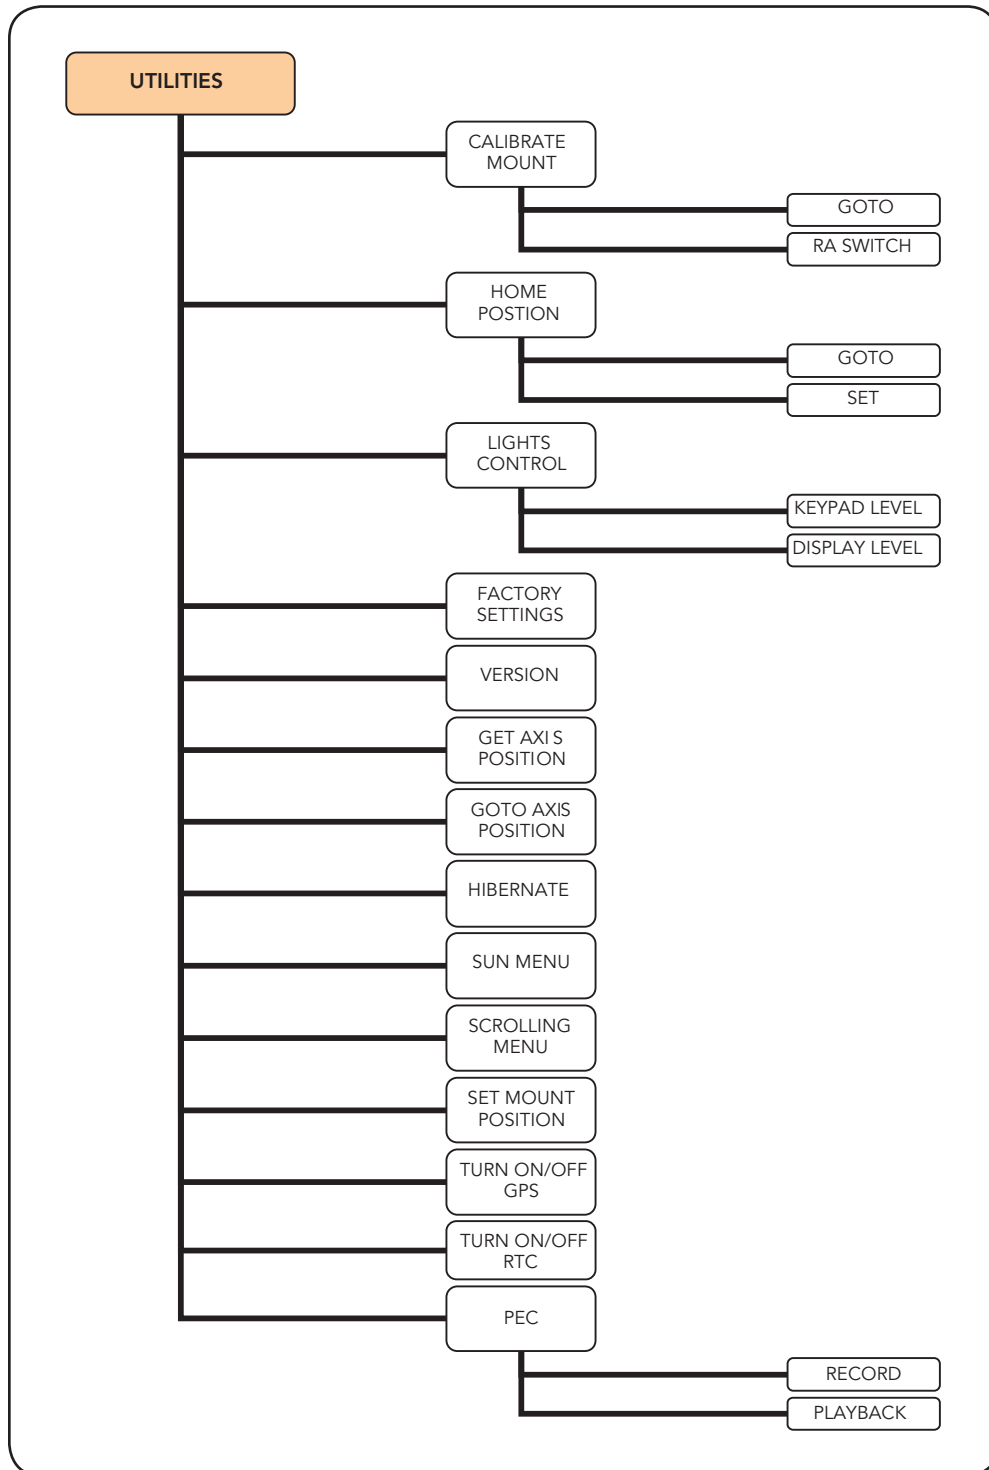 UTILITIES
CALIBRATE
MOUNT
GOTO
RA SWITCH
HOME
POSTION
GOTO
SET
LIGHTS
CONTROL
KEYPAD LEVEL
DISPLAY LEVEL
FACTORY
SETTINGS
VERSION
GET AXIS
POSITION
GOTO AXIS
POSITION
HIBERNATE
SUN MENU
SCROLLING
MENU
SET MOUNT
POSITION
TURN ON/OFF
GPS
TURN ON/OFF
RTC
PEC
RECORD
PLAYBACK